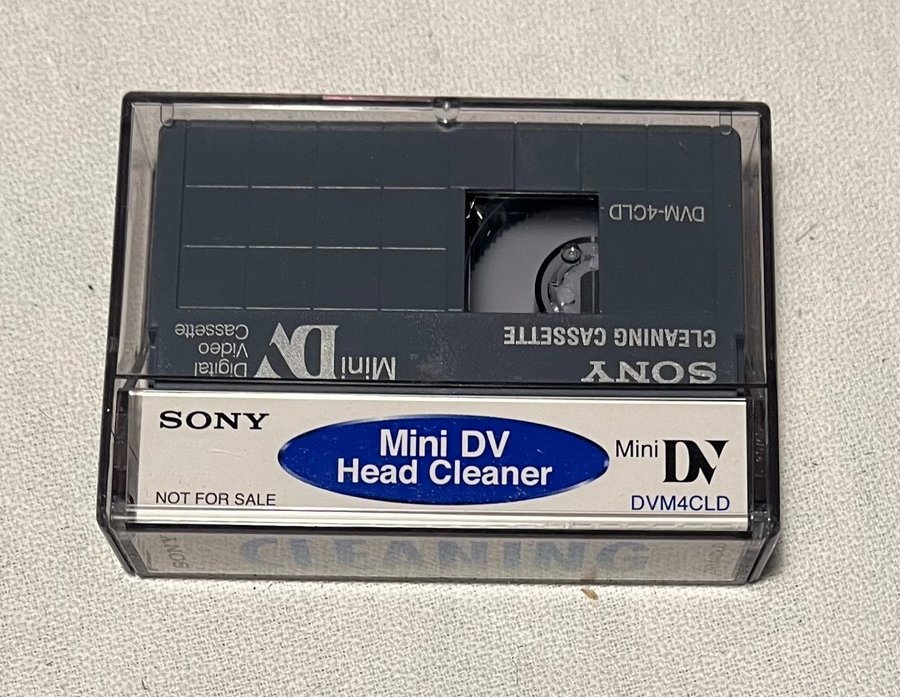 DVM-4CLD
CLEANING CASSETTE
SONY
Mini DV
Digital
Video
Cassette
SONY
Mini DV
Head Cleaner
Mini DV
NOT FOR SALE
DVM4CLD
SONY
CLEANING